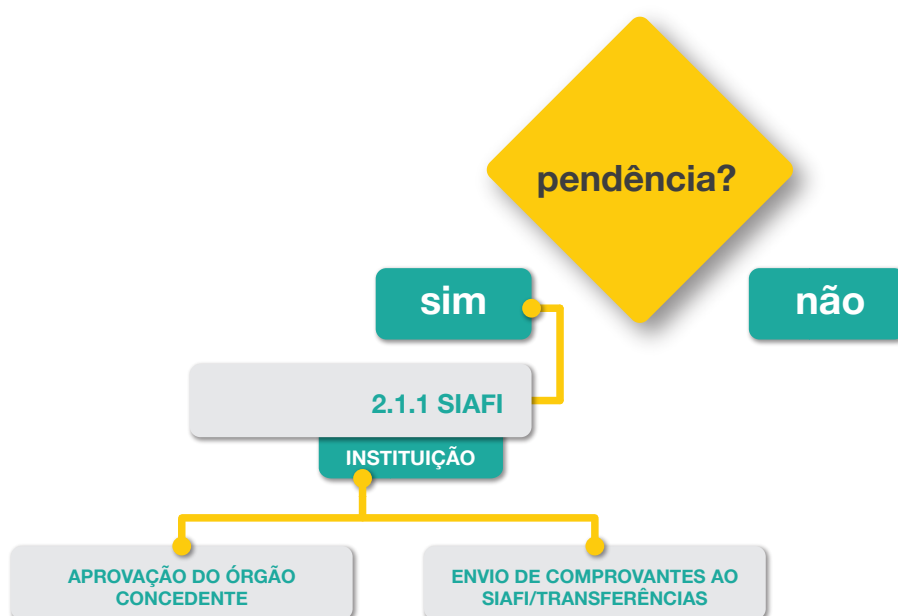 pendência?
sim
não
2.1.1 SIAFI
INSTITUIÇÃO
APROVAÇÃO DO ÓRGÃO
CONCEDENTE
ENVIO DE COMPROVANTES AO
SIAFI/TRANSFERÊNCIAS